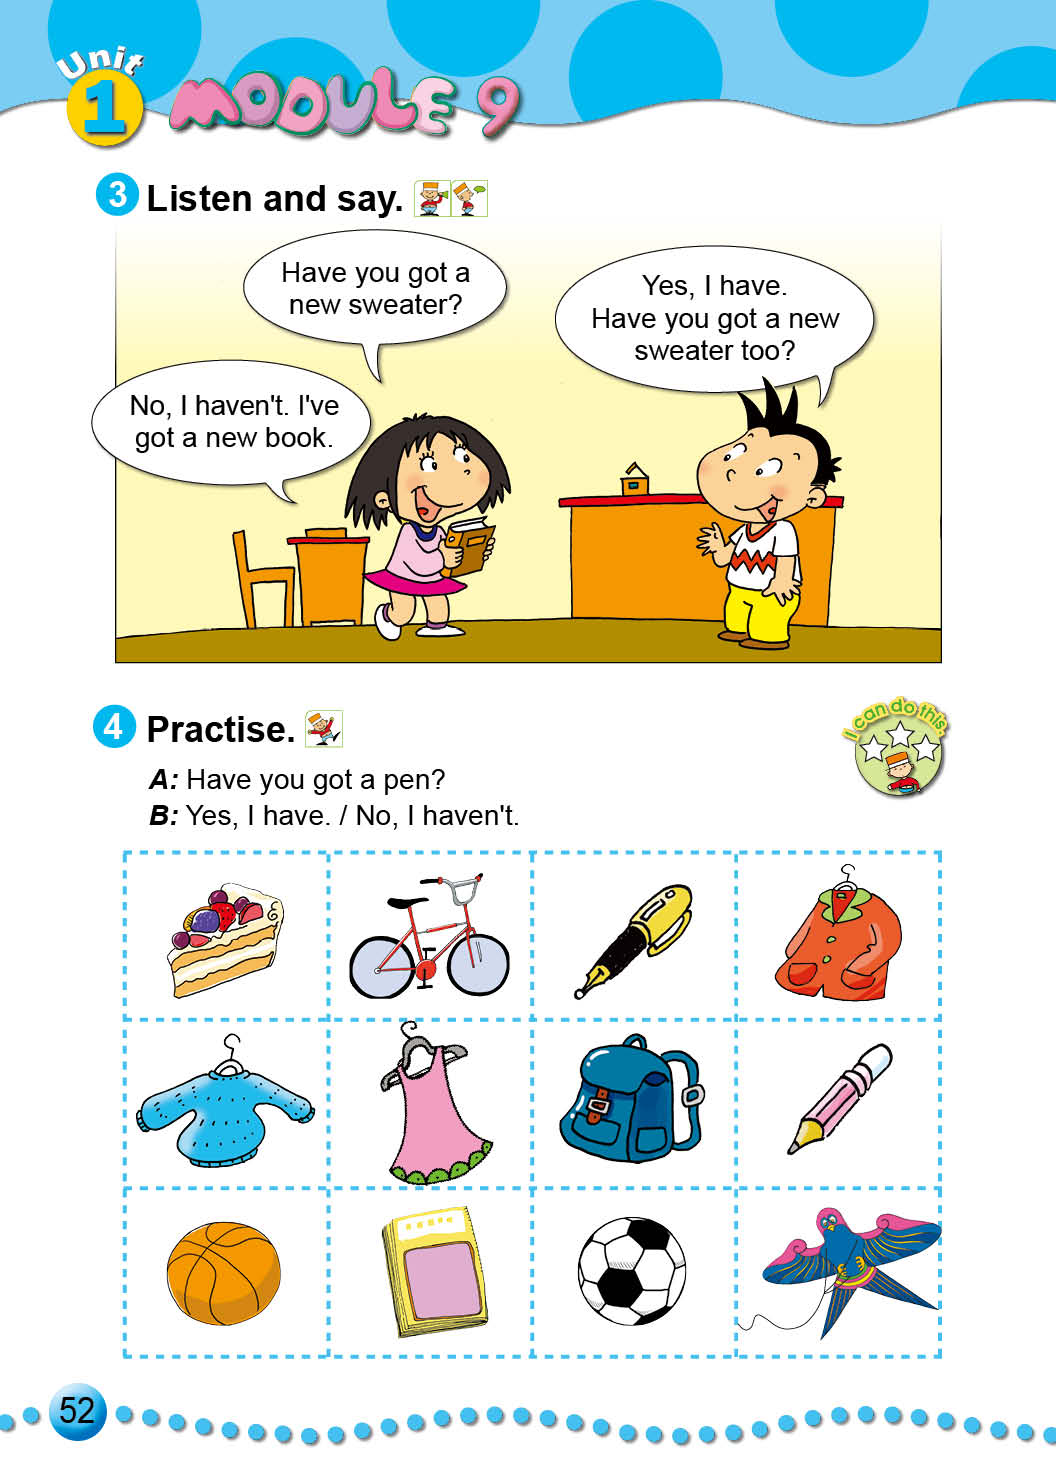 Unit
1 MODULE 9
3 Listen and say.
Have you got a
new sweater?
Yes, I have.
Have you got a new
sweater too?
No, I haven't. I've
got a new book.
4 Practise.
I can do this.
A: Have you got a pen?
B: Yes, I have. / No, I haven't.
52